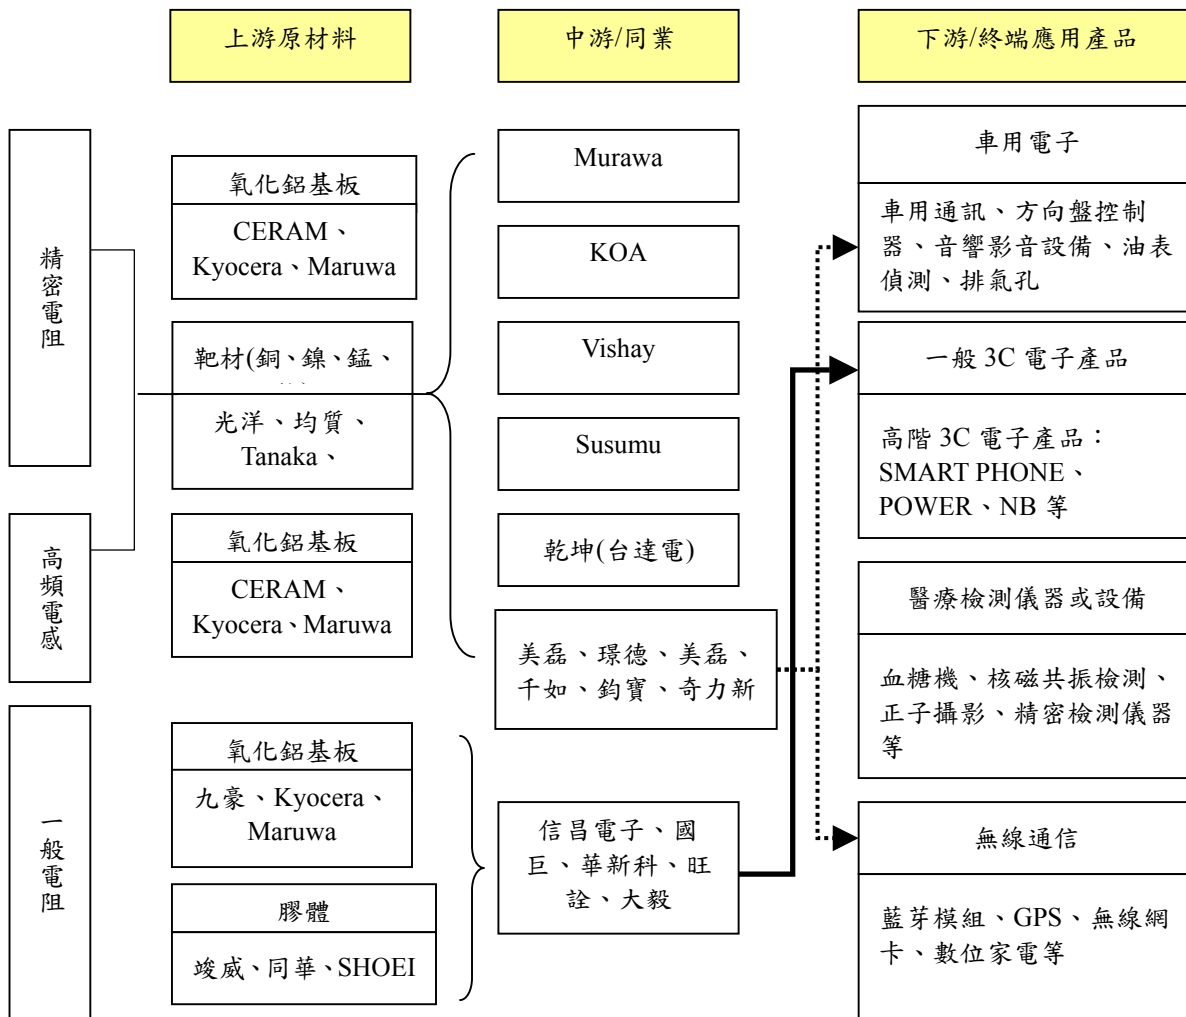 上游原材料
中游/同業
下游/終端應用產品
精密電阻
高頻電感
一般電阻
氧化鋁基板
CERAM、
Kyocera、Maruwa
靶材(銅、鎳、錳、
光洋、均質、
Tanaka、
氧化鋁基板
CERAM、
Kyocera、Maruwa
氧化鋁基板
九豪、Kyocera、
Maruwa
膠體
竣威、同華、SHOEI
Murawa
KOA
Vishay
Susumu
乾坤(台達電)
美磊、璟德、美磊、
千如、鈞寶、奇力新
信昌電子、國
巨、華新科、旺
詮、大毅
車用電子
車用通訊、方向盤控制
器、音響影音設備、油表
偵測、排氣孔
一般 3C 電子產品
高階 3C 電子產品：
SMART PHONE、
POWER、NB 等
醫療檢測儀器或設備
血糖機、核磁共振檢測、
正子攝影、精密檢測儀器
等
無線通信
藍芽模組、GPS、無線網
卡、數位家電等